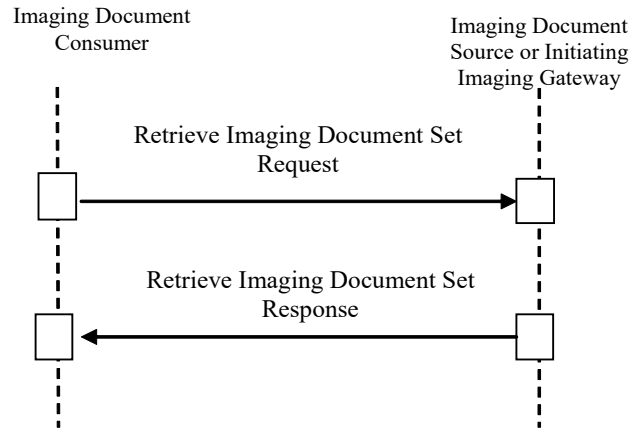 Imaging Document
Consumer
Imaging Document
Source or Initiating
Imaging Gateway
Retrieve Imaging Document Set
Request
Retrieve Imaging Document Set
Response